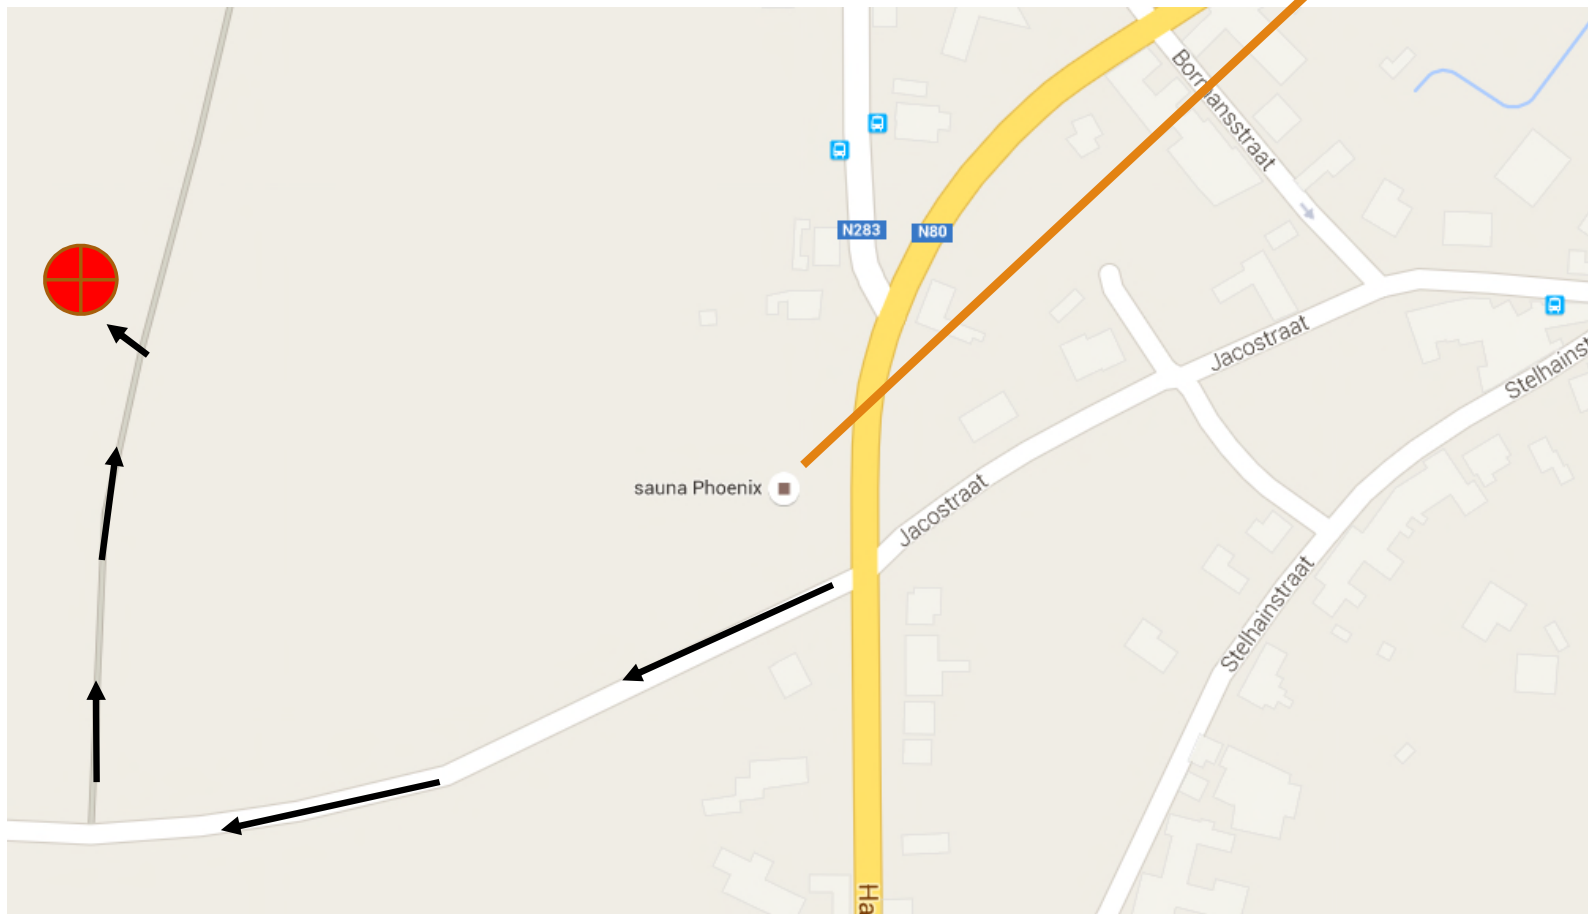 Bormansstraat
N283
N80
Jacostraat
Stelhainst
sauna Phoenix
Jacostraat
Stelhainstraat
Ha